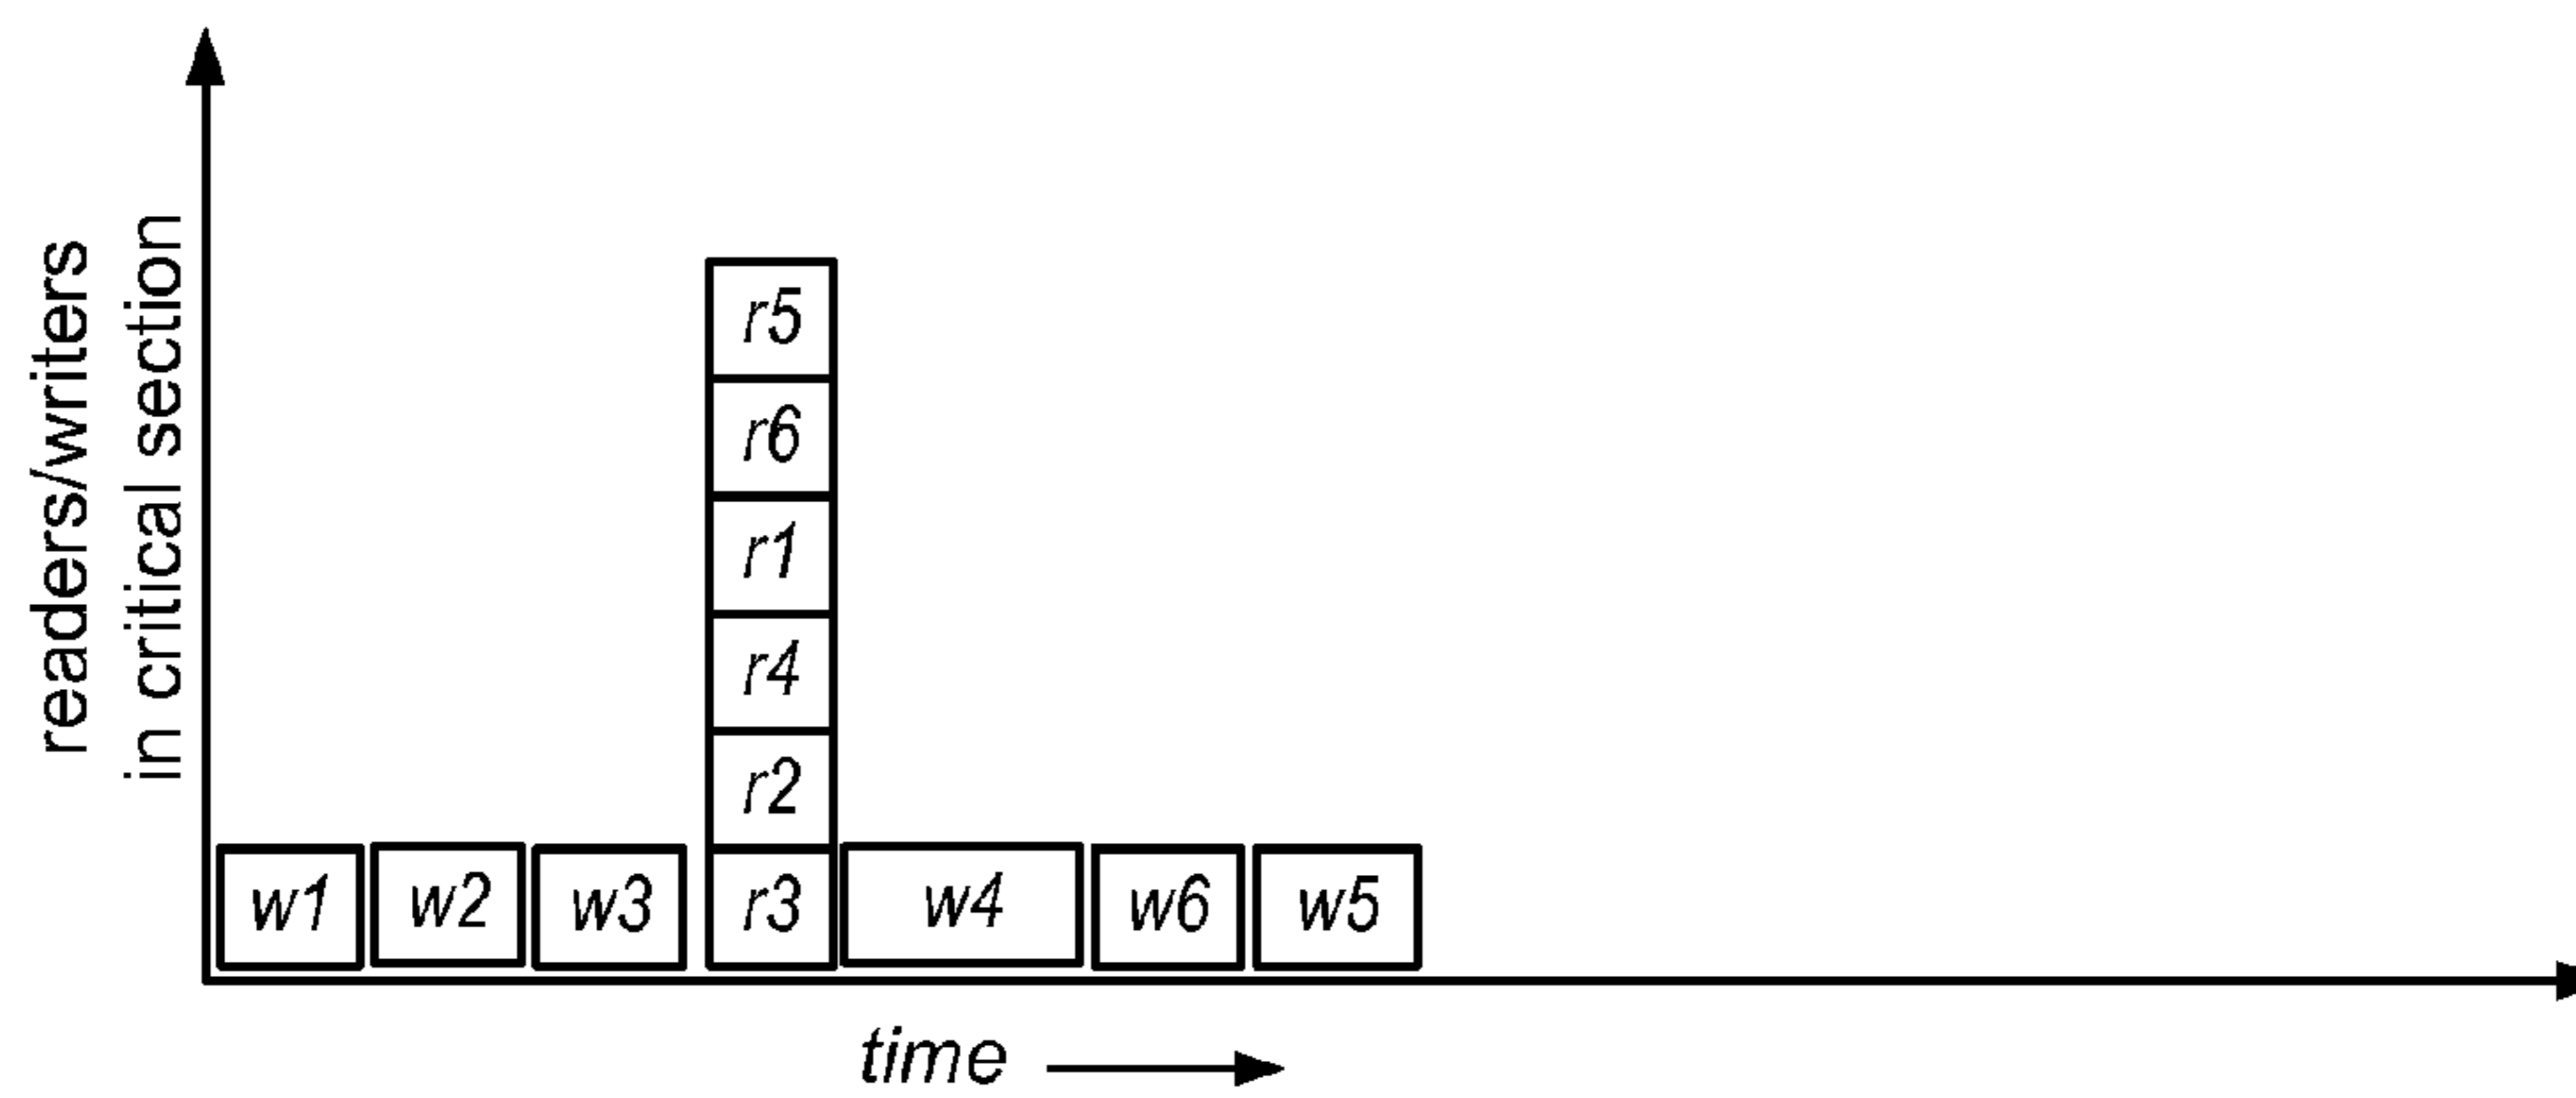 readers/writers
in critical section
r5
r6
r1
r4
r2
w1 w2 w3 r3 w4 w6 w5
time